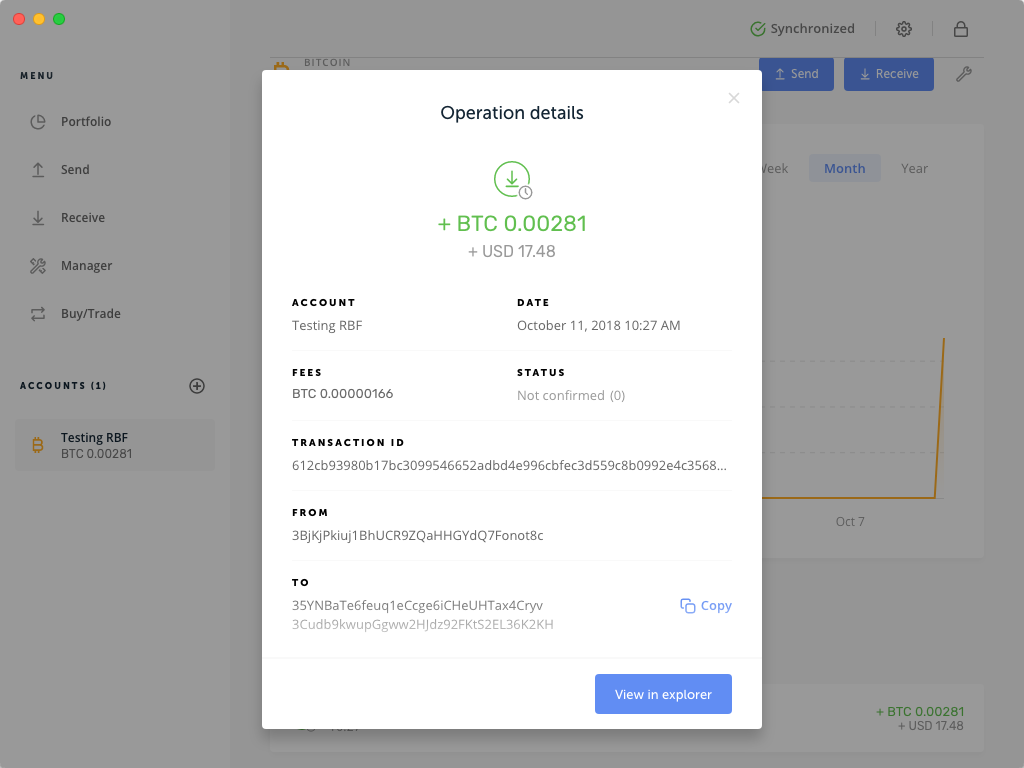 Synchronized
MENU
Portfolio
Send
Receive
Manager
Buy/Trade
ACCOUNTS (1)
Testing RBF
BTC 0.00281
BITCOIN
Send
Receive
Month
Year
Oct 7
Operation details
+ BTC 0.00281
+ USD 17.48
ACCOUNT
Testing RBF
DATE
October 11, 2018 10:27 AM
FEES
BTC 0.00000166
STATUS
Not confirmed (0)
TRANSACTION ID
612cb93980b17bc3099546652adbd4e996cbfec3d559c8b0992e4c3568...
FROM
3BjKjPkiuj1BhUCR9ZQaHHGYdQ7Fonot8c
TO
35YNBaTe6feuq1eCcge6iCHeUHTax4Cryv
Copy
3Cudb9kwupGgww2HJdz92FKtS2EL36K2KH
View in explorer
+ BTC 0.00281
+ USD 17.48